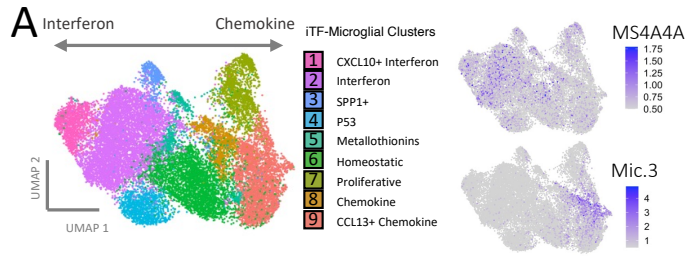 A
Interferon
Chemokine
UMAP 2
UMAP 1
iTF-Microglial Clusters
1 CXCL10+ Interferon
2 Interferon
3 SPP1+
4 P53
5 Metallothionins
6 Homeostatic
7 Proliferative
8 Chemokine
9 CCL13+ Chemokine
MS4A4A
1.75
1.50
1.25
1.00
0.75
0.50
Mic.3
4
3
2
1